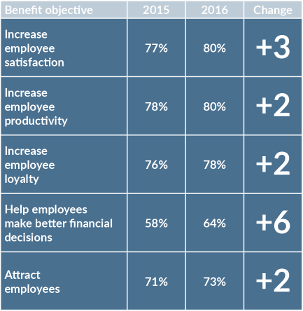 Benefit objective 2015 2016 Change
Increase
employee
satisfaction
77% 80% +3
Increase
employee
productivity
78% 80% +2
Increase
employee
loyalty
76% 78% +2
Help employees
make better financial
decisions
58% 64% +6
Attract
employees
71% 73% +2